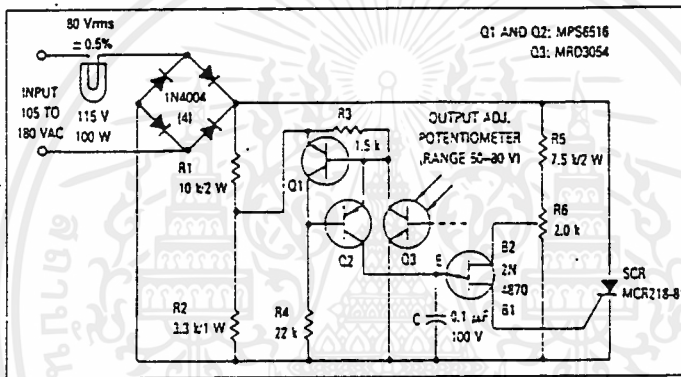 80 Vrms
± 0.5%
INPUT
105 TO
180 VAC
115 V
100 W
1N4004
(4)
R1
10 k/2 W
R2
3.3 k/1 W
R3
1.5 k
Q1
Q2
Q3
R4
22 k
Q1 AND Q2: MPS6516
Q3: MRD3054
OUTPUT ADJ.
POTENTIOMETER
(RANGE 50–90 V)
R5
7.5 k/2 W
R6
2.0 k
E
B2
2N
4870
B1
C
0.1 µF
100 V
SCR
MCR218-8